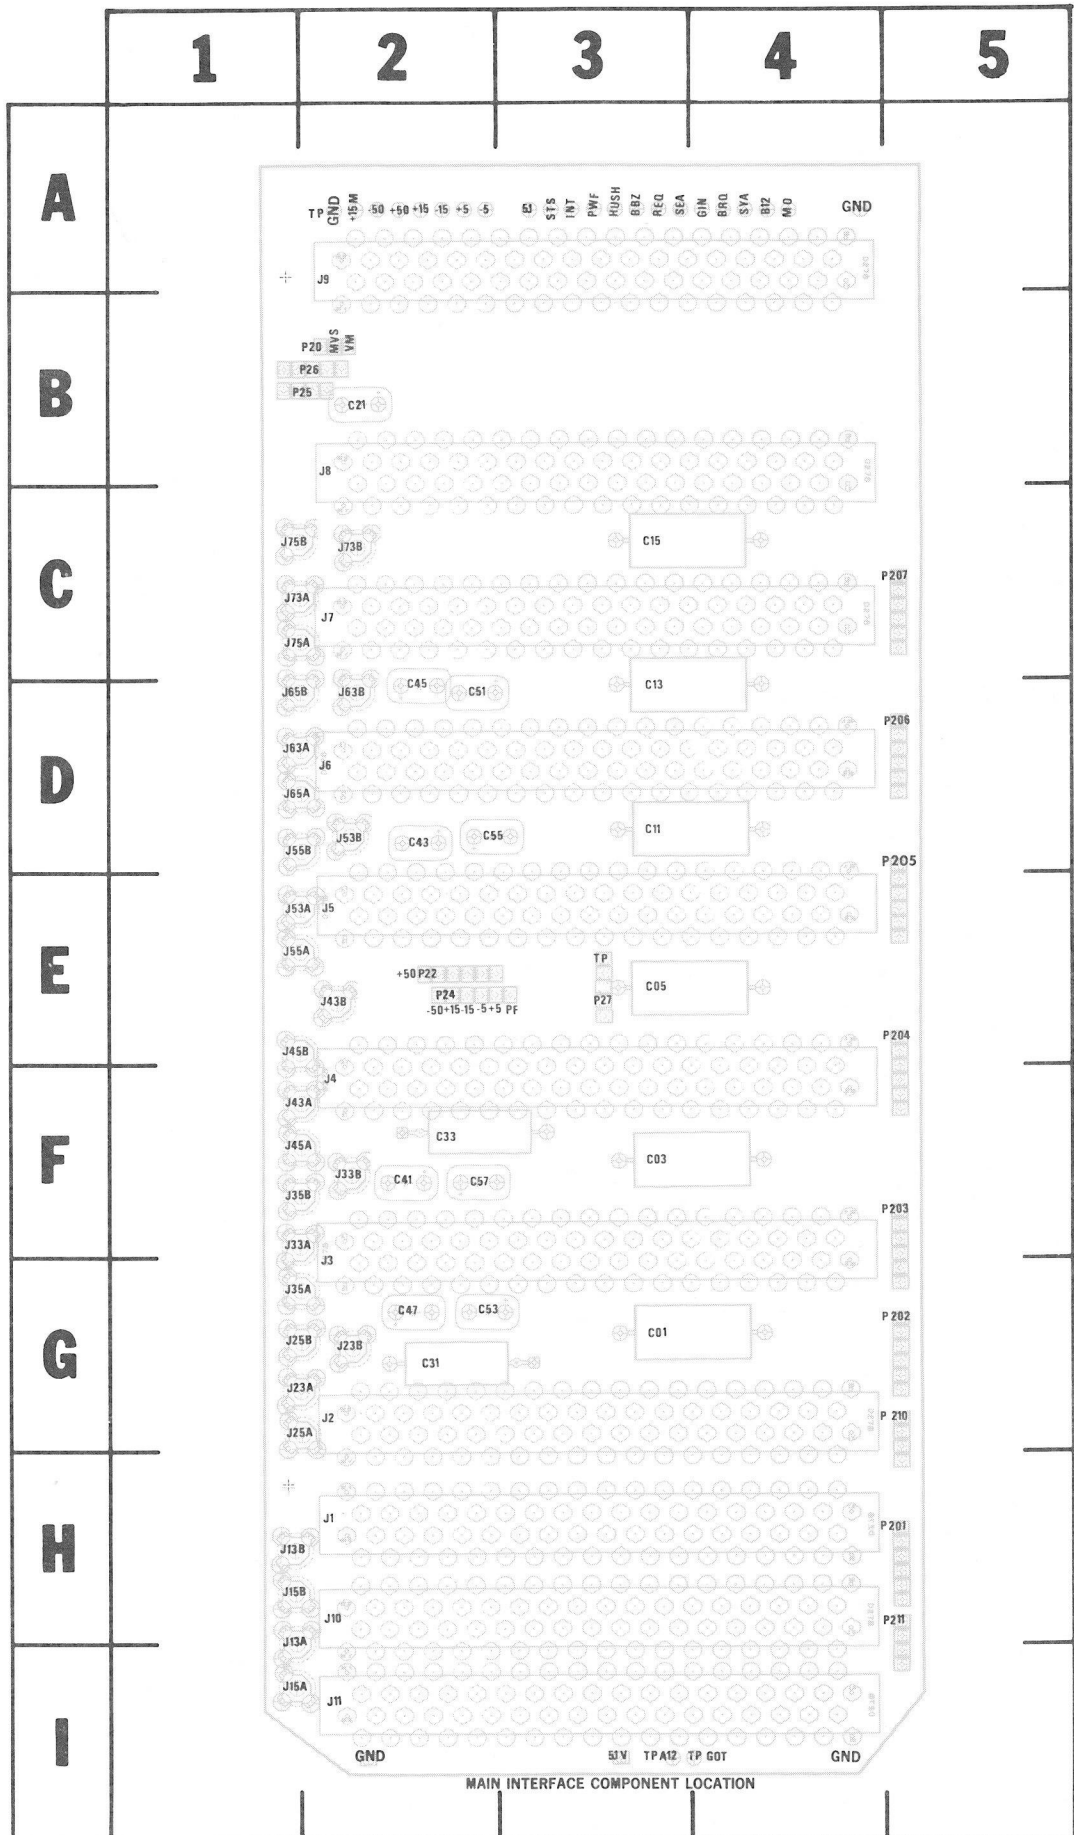 1 2 3 4 5
A
TP GND +15M -50 +50 +15 -15 +5 -5 5J STS INT PWF HUSH BBZ REQ SEA GIN BRQ SYA B12 MO GND
J9
B
P20 MVS VM
P26
P25
C21
J8
C
J75B J73B C15
P207
J73A
J7
J75A
J65B J63B C45 C51 C13
P206
D
J63A
J6
J65A
J55B J53B C43 C55 C11
P205
E
J53A J5
J55A
TP
+50 P22
P24
-50 +15 -15 -5 +5 PF
P27
C05
J43B
P204
J45B
J4
J43A
F
C33
J45A
J33B C41 C57 C03
J35B
P203
J33A
J3
J35A
G
C47 C53 C01
P202
J25B J23B
C31
J23A
J2
P 210
J25A
H
J1
P201
J13B
J15B
J10
P211
J13A
I
J15A
J11
GND 5JV TPA12 TP GOT GND
MAIN INTERFACE COMPONENT LOCATION